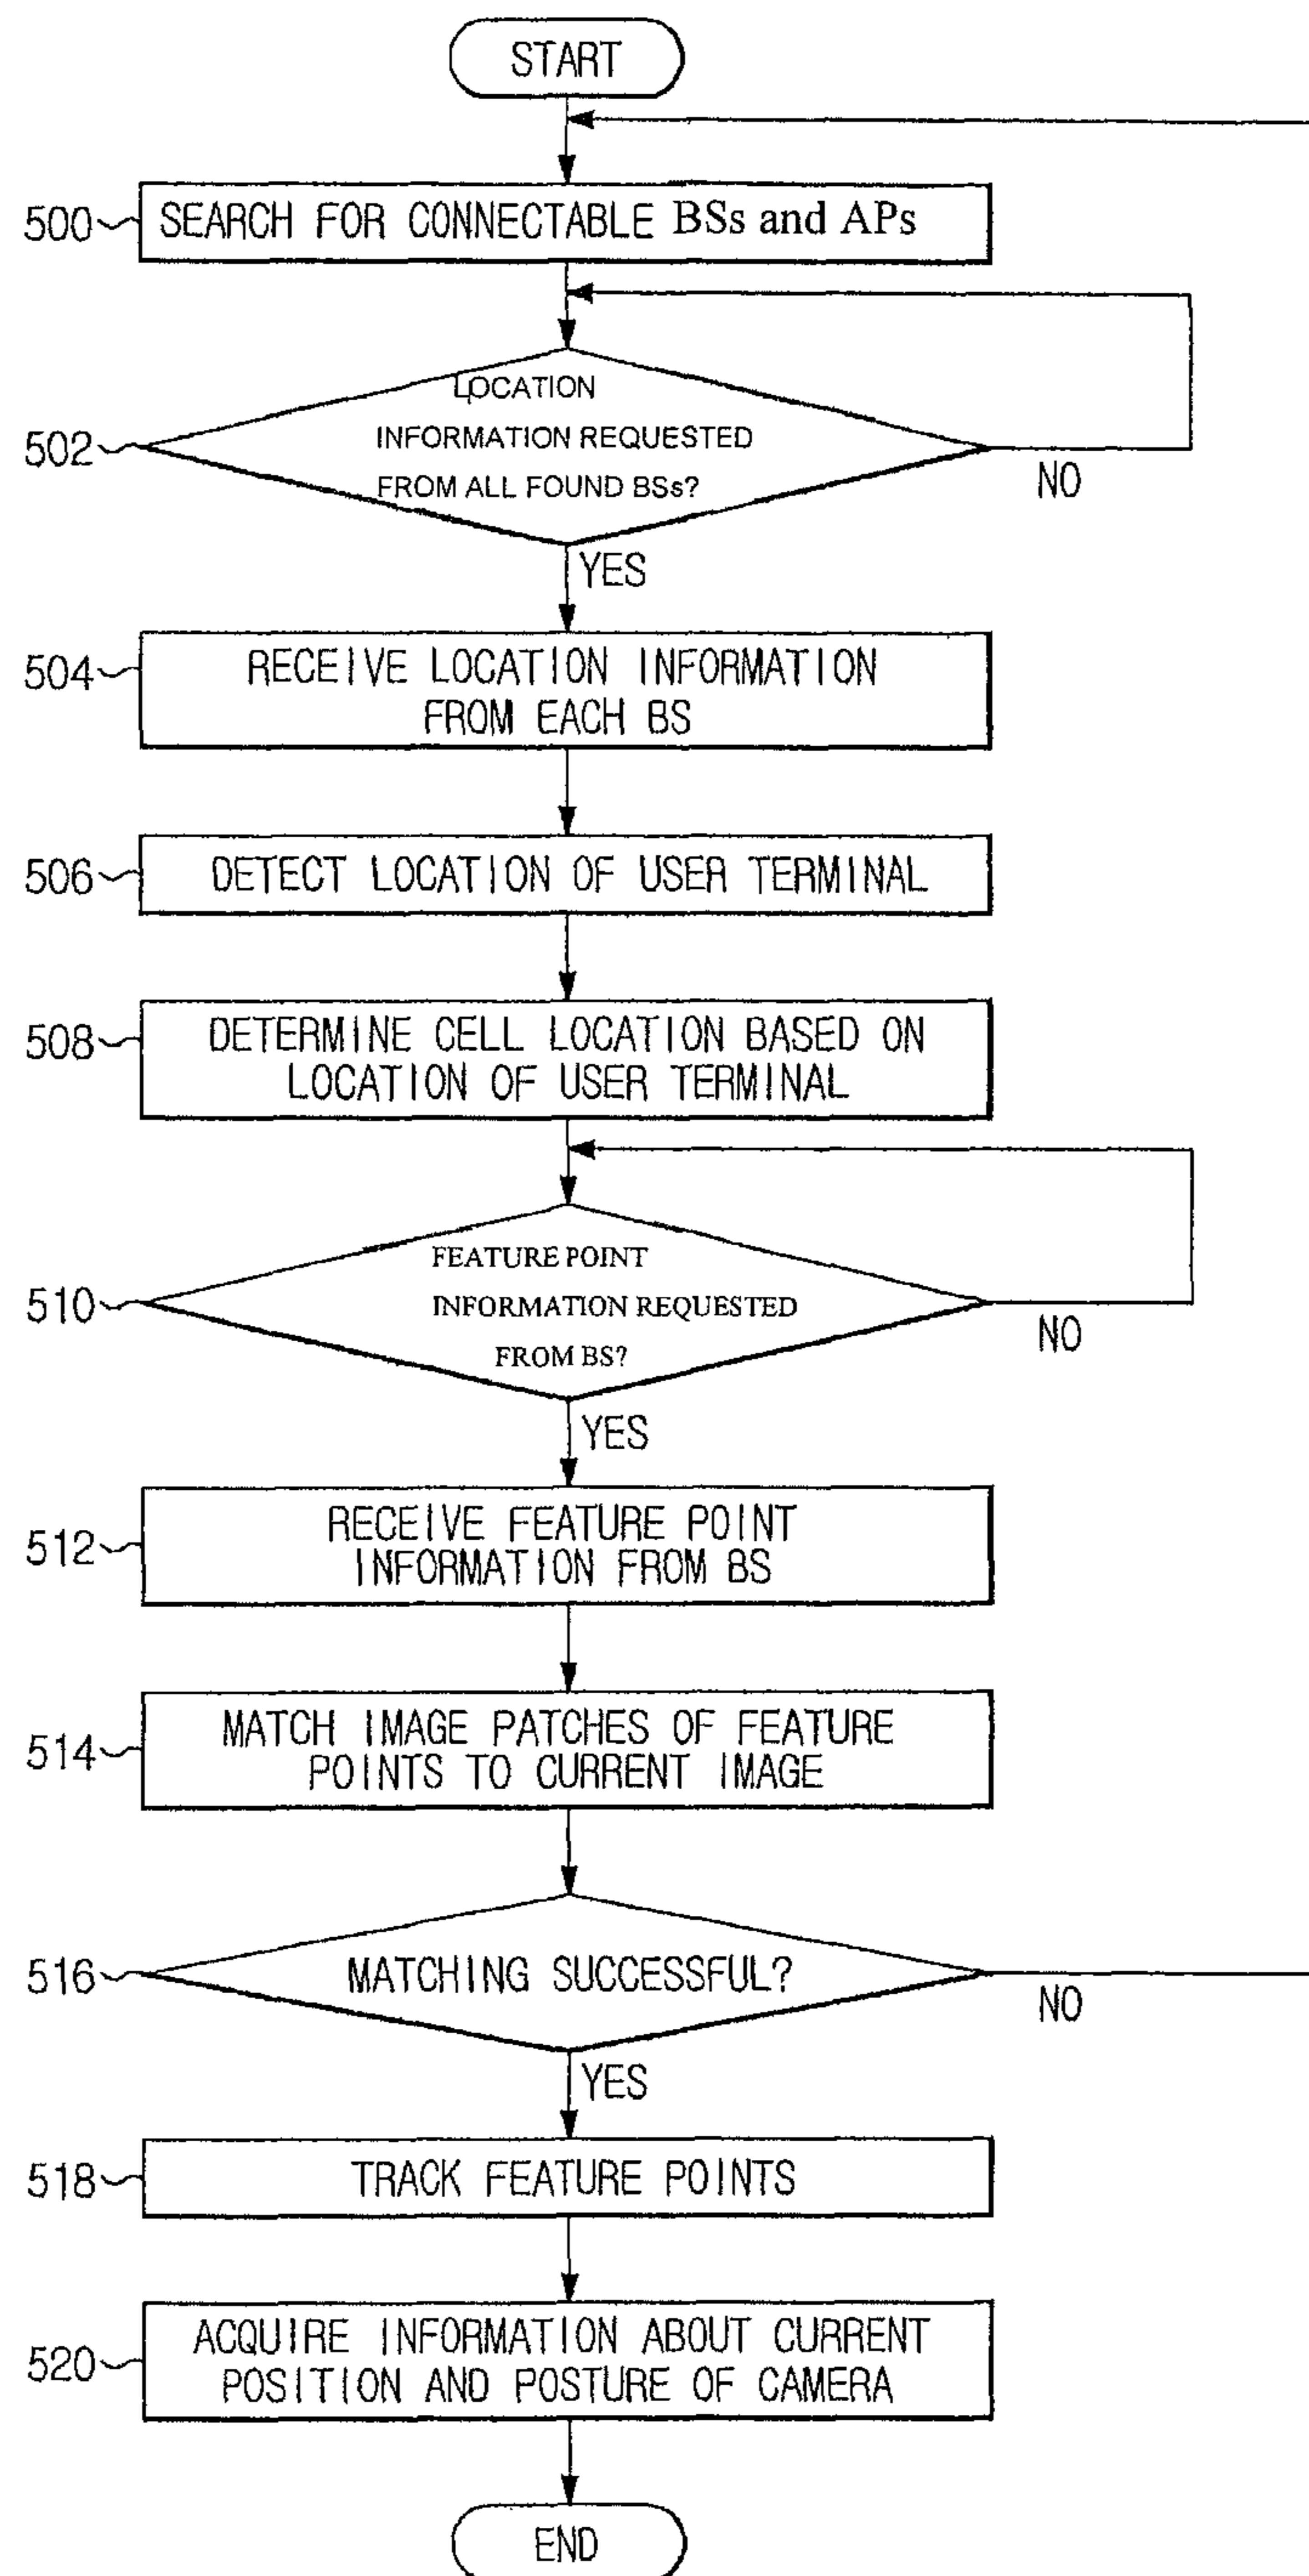 START
500
SEARCH FOR CONNECTABLE BSs and APs
LOCATION
502
INFORMATION REQUESTED
FROM ALL FOUND BSs?
NO
YES
504
RECEIVE LOCATION INFORMATION
FROM EACH BS
506
DETECT LOCATION OF USER TERMINAL
508
DETERMINE CELL LOCATION BASED ON
LOCATION OF USER TERMINAL
FEATURE POINT
510
INFORMATION REQUESTED
FROM BS?
NO
YES
512
RECEIVE FEATURE POINT
INFORMATION FROM BS
514
MATCH IMAGE PATCHES OF FEATURE
POINTS TO CURRENT IMAGE
516
MATCHING SUCCESSFUL?
NO
YES
518
TRACK FEATURE POINTS
520
ACQUIRE INFORMATION ABOUT CURRENT
POSITION AND POSTURE OF CAMERA
END